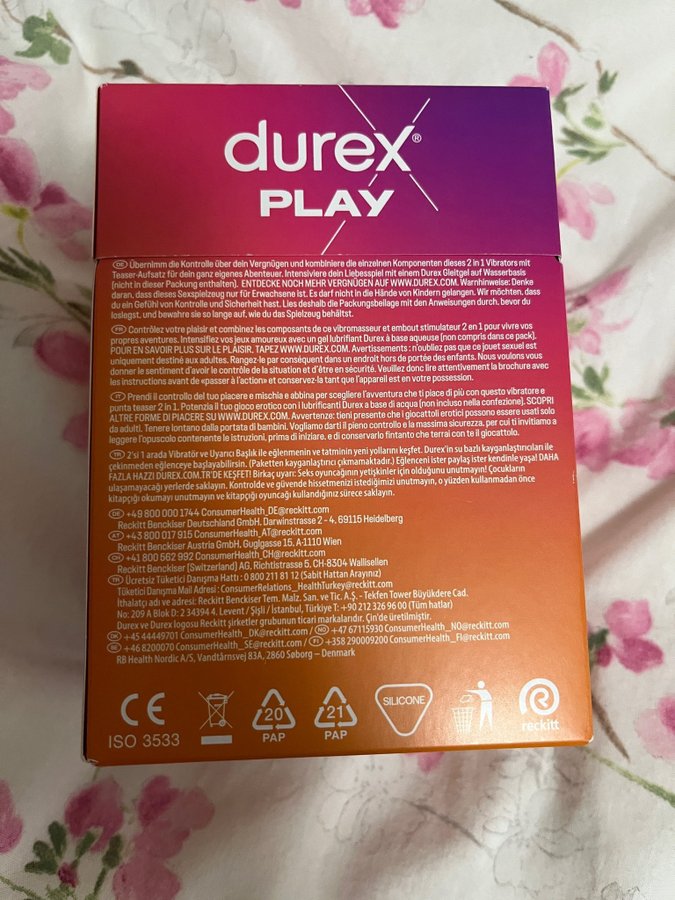 durex®
PLAY
DE Übernimm die Kontrolle über dein Vergnügen und kombiniere die einzelnen Komponenten dieses 2 in 1 Vibrators mit
Teaser-Aufsatz für dein ganz eigenes Abenteuer. Intensiviere dein Liebesspiel mit einem Durex Gleitgel auf Wasserbasis
(nicht in dieser Packung enthalten). ENTDECKE NOCH MEHR VERGNÜGEN AUF WWW.DUREX.COM. Warnhinweise: Denke
daran, dass dieses Sexspielzeug nur für Erwachsene ist. Es darf nicht in die Hände von Kindern gelangen. Wir möchten, dass
du ein Gefühl von Kontrolle und Sicherheit hast. Lies deshalb die Packungsbeilage mit den Anweisungen durch, bevor du
loslegst, und bewahre sie so lange auf, wie du das Spielzeug behältst.
FR Contrôlez votre plaisir et combinez les composants de ce vibromasseur et embout stimulateur 2 en 1 pour vivre vos
propres aventures. Intensifiez vos jeux amoureux avec un gel lubrifiant Durex à base aqueuse (non compris dans ce pack).
POUR EN SAVOIR PLUS SUR LE PLAISIR, TAPEZ WWW.DUREX.COM. Avertissements : n'oubliez pas que ce jouet sexuel est
uniquement destiné aux adultes. Rangez-le par conséquent dans un endroit hors de portée des enfants. Nous voulons vous
donner le sentiment d'avoir le contrôle de la situation et d'être en sécurité. Veuillez donc lire attentivement la brochure avec
les instructions avant de «passer à l'action» et conservez-la tant que l'appareil est en votre possession.
IT Prendi il controllo del tuo piacere e mischia e abbina per scegliere l'avventura che ti piace di più con questo vibratore e
punta teaser 2 in 1. Potenzia il tuo gioco erotico con i lubrificanti Durex a base di acqua (non incluso nella confezione). SCOPRI
ALTRE FORME DI PIACERE SU WWW.DUREX.COM. Avvertenze: tieni presente che i giocattoli erotici possono essere usati solo
da adulti. Tenere lontano dalla portata di bambini. Vogliamo darti il pieno controllo e la massima sicurezza, per cui ti invitiamo a
leggere l'opuscolo contenente le istruzioni, prima di iniziare, e di conservarlo fintanto che terrai con te il giocattolo.
TR 2'si 1 arada Vibratör ve Uyarıcı Başlık ile eğlenmenin ve tatminin yeni yollarını keşfet. Durex'in su bazlı kayganlaştırıcıları ile
çekinmeden eğlenceye başlayabilirsin. (Paketten kayganlaştırıcı çıkmamaktadır.) Eğlenceni ister paylaş ister kendinle yaşa! DAHA
FAZLA HAZZI DUREX.COM.TR'DE KEŞFET! Birkaç uyarı: Seks oyuncağının yetişkinler için olduğunu unutmayın! Çocukların
ulaşamayacağı yerlerde saklayın. Kontrolde ve güvende hissetmenizi istediğimizi unutmayın, o yüzden kullanmadan önce
kitapçığı okumayı unutmayın ve kitapçığı oyuncağı kullandığınız sürece saklayın.
DE +49 800 000 1744 ConsumerHealth_DE@reckitt.com
Reckitt Benckiser Deutschland GmbH, Darwinstrasse 2 - 4, 69115 Heidelberg
AT +43 800 017 915 ConsumerHealth_AT@reckitt.com
Reckitt Benckiser Austria GmbH, Guglgasse 15, A-1110 Wien
CH +41 800 562 992 ConsumerHealth_CH@reckitt.com
Reckitt Benckiser (Switzerland) AG, Richtistrasse 5, CH-8304 Wallisellen
TR Ücretsiz Tüketici Danışma Hattı : 0 800 211 81 12 (Sabit Hattan Arayınız)
Tüketici Danışma Mail Adresi : ConsumerRelations_HealthTurkey@reckitt.com
İthalatçı adı ve adresi: Reckitt Benckiser Tem. Malz. San. ve Tic. A.Ş. - Tekfen Tower Büyükdere Cad.
No: 209 A Blok D: 2 34394 4. Levent / Şişli / İstanbul, Türkiye T: +90 212 326 96 00 (Tüm hatlar)
Durex ve Durex logosu Reckitt şirketler grubunun ticari markalarıdır. Çin'de üretilmiştir.
DK +45 44449701 ConsumerHealth_DK@reckitt.com / NO +47 67115930 ConsumerHealth_NO@reckitt.com
SE +46 8200070 ConsumerHealth_SE@reckitt.com / FI +358 290009200 ConsumerHealth_FI@reckitt.com
RB Health Nordic A/S, Vandtårnsvej 83A, 2860 Søborg – Denmark
CE
ISO 3533
20
PAP
21
PAP
SILICONE
reckitt